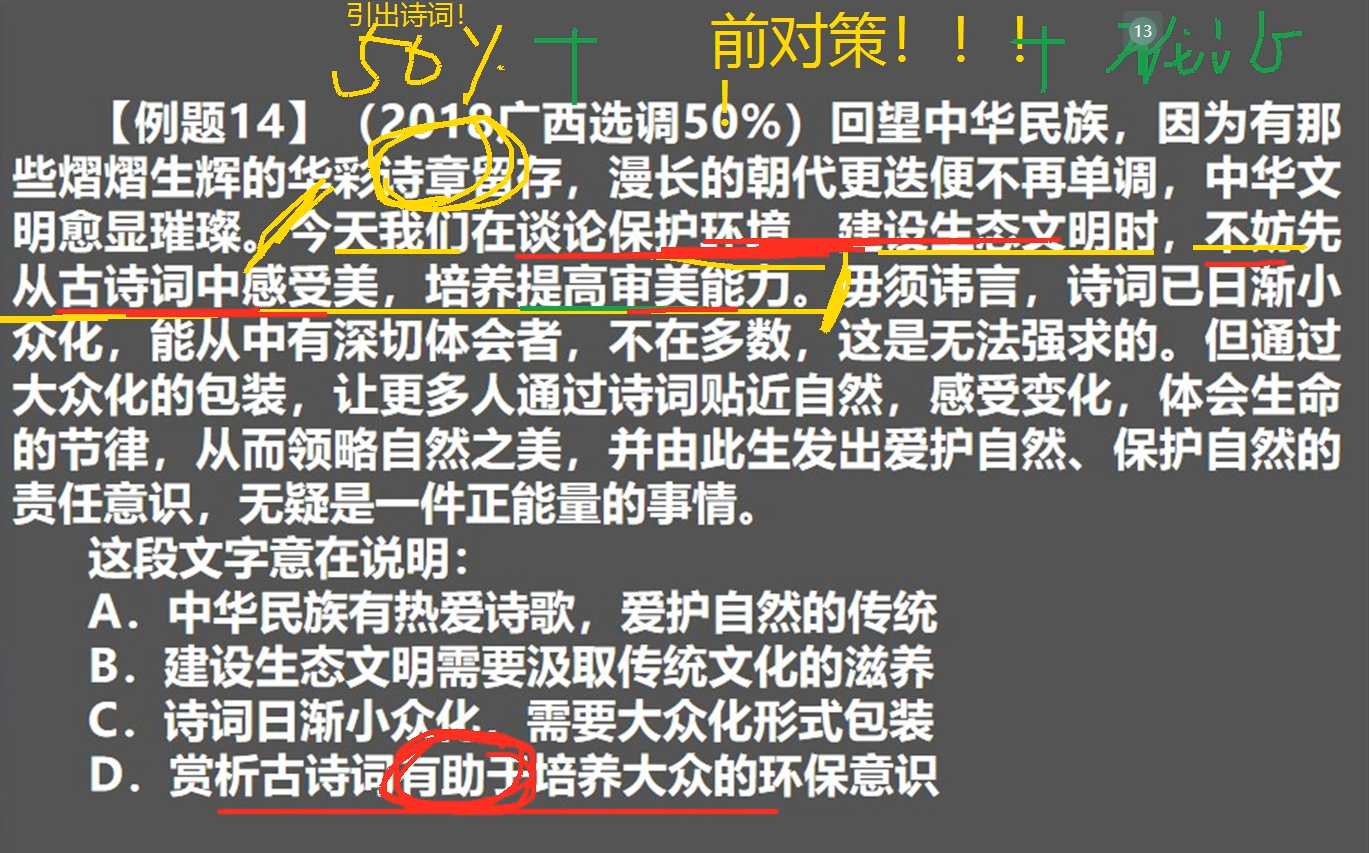 引出诗词！
50%
+
前对策！！！！
+
13
【例题14】（2018广西选调50%）回望中华民族，因为有那
些熠熠生辉的华彩诗章留存，漫长的朝代更迭便不再单调，中华文
明愈显璀璨。今天我们在谈论保护环境、建设生态文明时，不妨先
从古诗词中感受美，培养提高审美能力。毋须讳言，诗词已日渐小
众化，能从中有深切体会者，不在多数，这是无法强求的。但通过
大众化的包装，让更多人通过诗词贴近自然，感受变化，体会生命
的节律，从而领略自然之美，并由此生发出爱护自然、保护自然的
责任意识，无疑是一件正能量的事情。
这段文字意在说明：
A．中华民族有热爱诗歌，爱护自然的传统
B．建设生态文明需要汲取传统文化的滋养
C．诗词日渐小众化，需要大众化形式包装
D．赏析古诗词有助于培养大众的环保意识